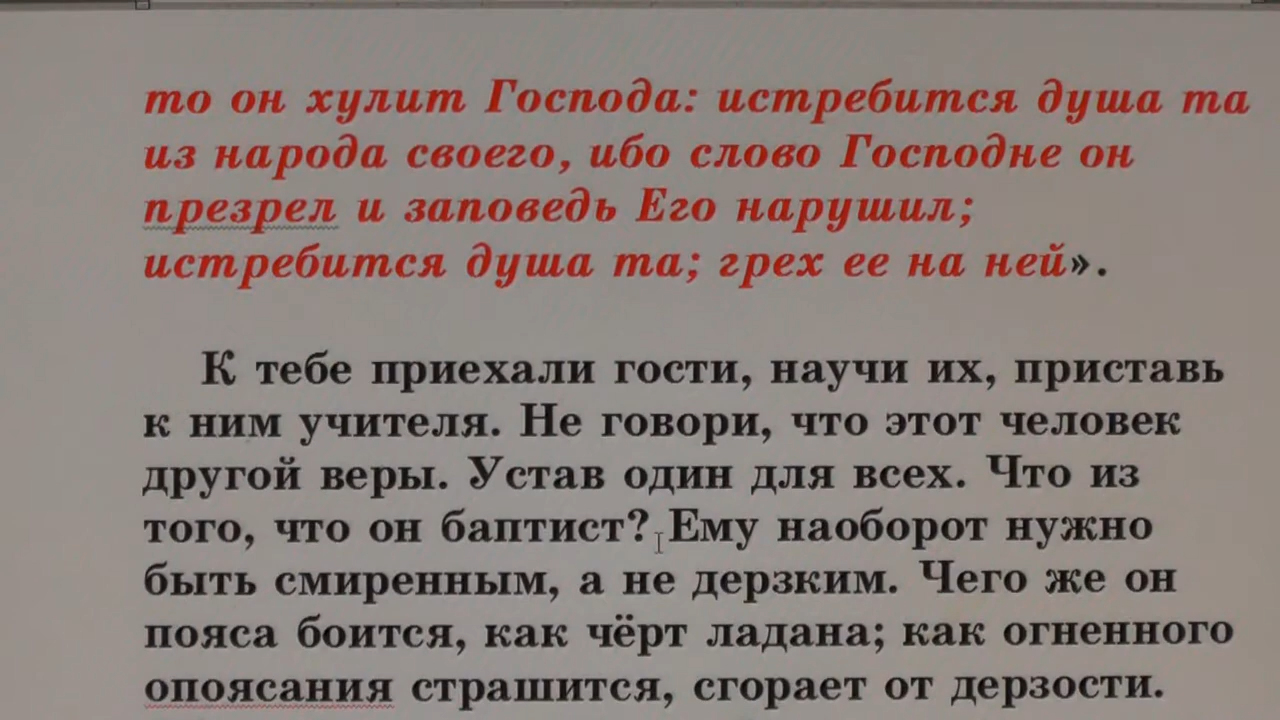 то он хулит Господа: истребится душа та
из народа своего, ибо слово Господне он
презрел и заповедь Его нарушил;
истребится душа та; грех ее на ней».
К тебе приехали гости, научи их, приставь
к ним учителя. Не говори, что этот человек
другой веры. Устав один для всех. Что из
того, что он баптист? Ему наоборот нужно
быть смиренным, а не дерзким. Чего же он
пояса боится, как чёрт ладана; как огненного
опоясания страшится, сгорает от дерзости.